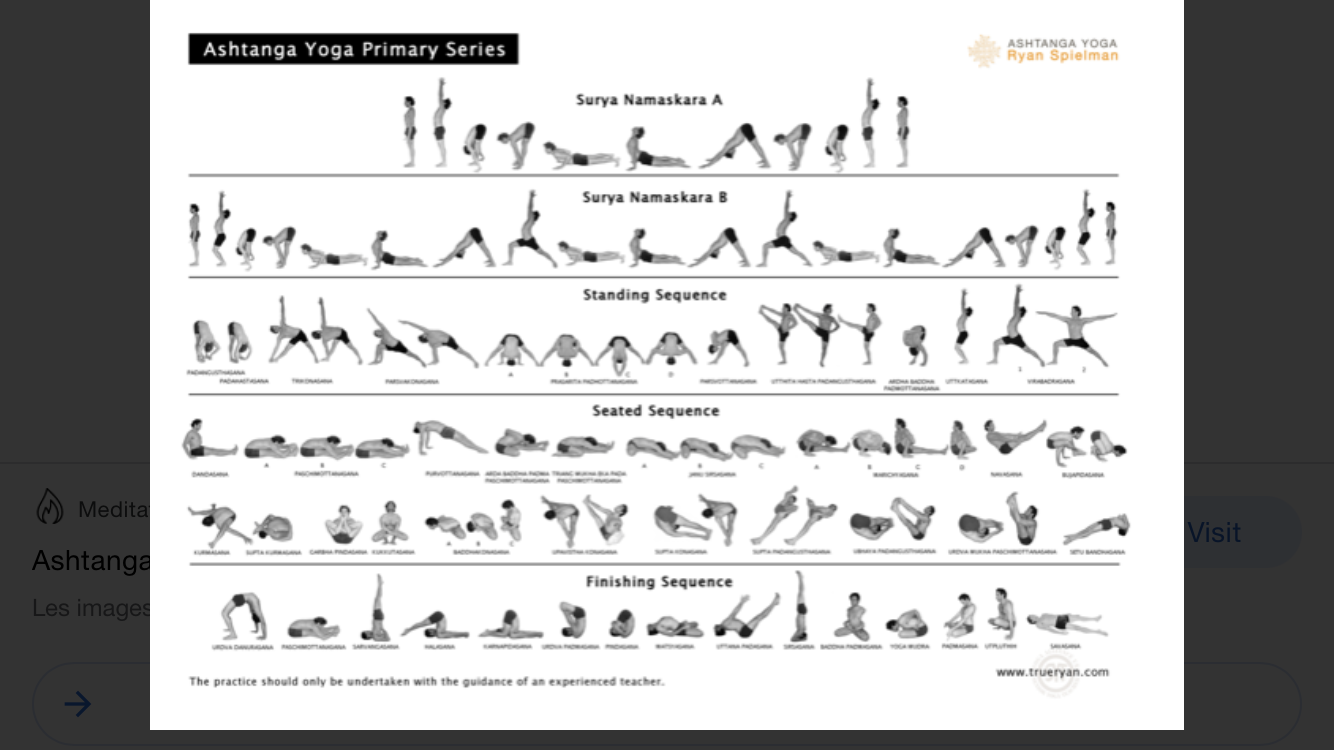 Ashtanga Yoga Primary Series
ASHTANGA YOGA
Ryan Spielman
Surya Namaskara A
Surya Namaskara B
Standing Sequence
PADANGUSTHASANA
PADAHASTASANA TRIKONASANA PARSVAKONASANA A B C D PRASARITA PADHOTTANASANA PARSVOTTANASANA UTTHITA HASTA PADANGUSTHASANA ARDHA BADDHA PADMOTTANASANA UTTKATASANA 1 2 VIRABADRASANA
Seated Sequence
DANDASANA A B C PASCHIMOTTANASANA PURVOTTANASANA ARDA BADDHA PADMA PASCHIMOTTANASANA TRIANG MUKHA EKA PADA PASCHIMOTTANASANA A B C JANU SIRSASANA A B C D MARICHYASANA NAVASANA BUJAPIDASANA
KURMASANA SUPTA KURMASANA GARBHA PINDASANA KUKKUTASANA A B C BADDHAKONASANA UPAVISTHA KONASANA SUPTA KONASANA SUPTA PADANGUSTHASANA UBHAYA PADANGUSTHASANA URDVA MUKHA PASCHIMOTTANASANA SETU BANDHASANA
Finishing Sequence
URDVA DANURASANA PASCHIMOTTANASANA SARVANGASANA HALASANA KARNAPIDASANA URDVA PADMASANA PINDASANA MATSYASANA UTTANA PADASANA SIRSASANA BADDHA PADMASANA YOGA MUDRA PADMASANA UTPLUTHIH SAVASANA
www.trueryan.com
The practice should only be undertaken with the guidance of an experienced teacher.
Medita
Ashtanga
Les images
Visit